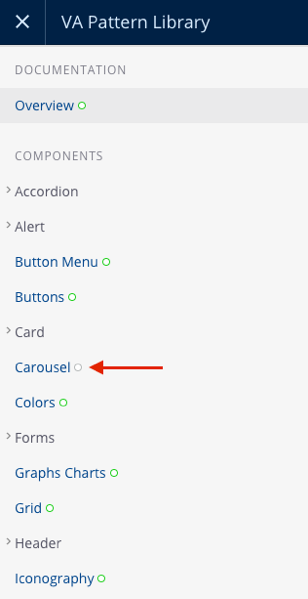 VA Pattern Library
DOCUMENTATION
Overview
COMPONENTS
Accordion
Alert
Button Menu
Buttons
Card
Carousel
Colors
Forms
Graphs Charts
Grid
Header
Iconography